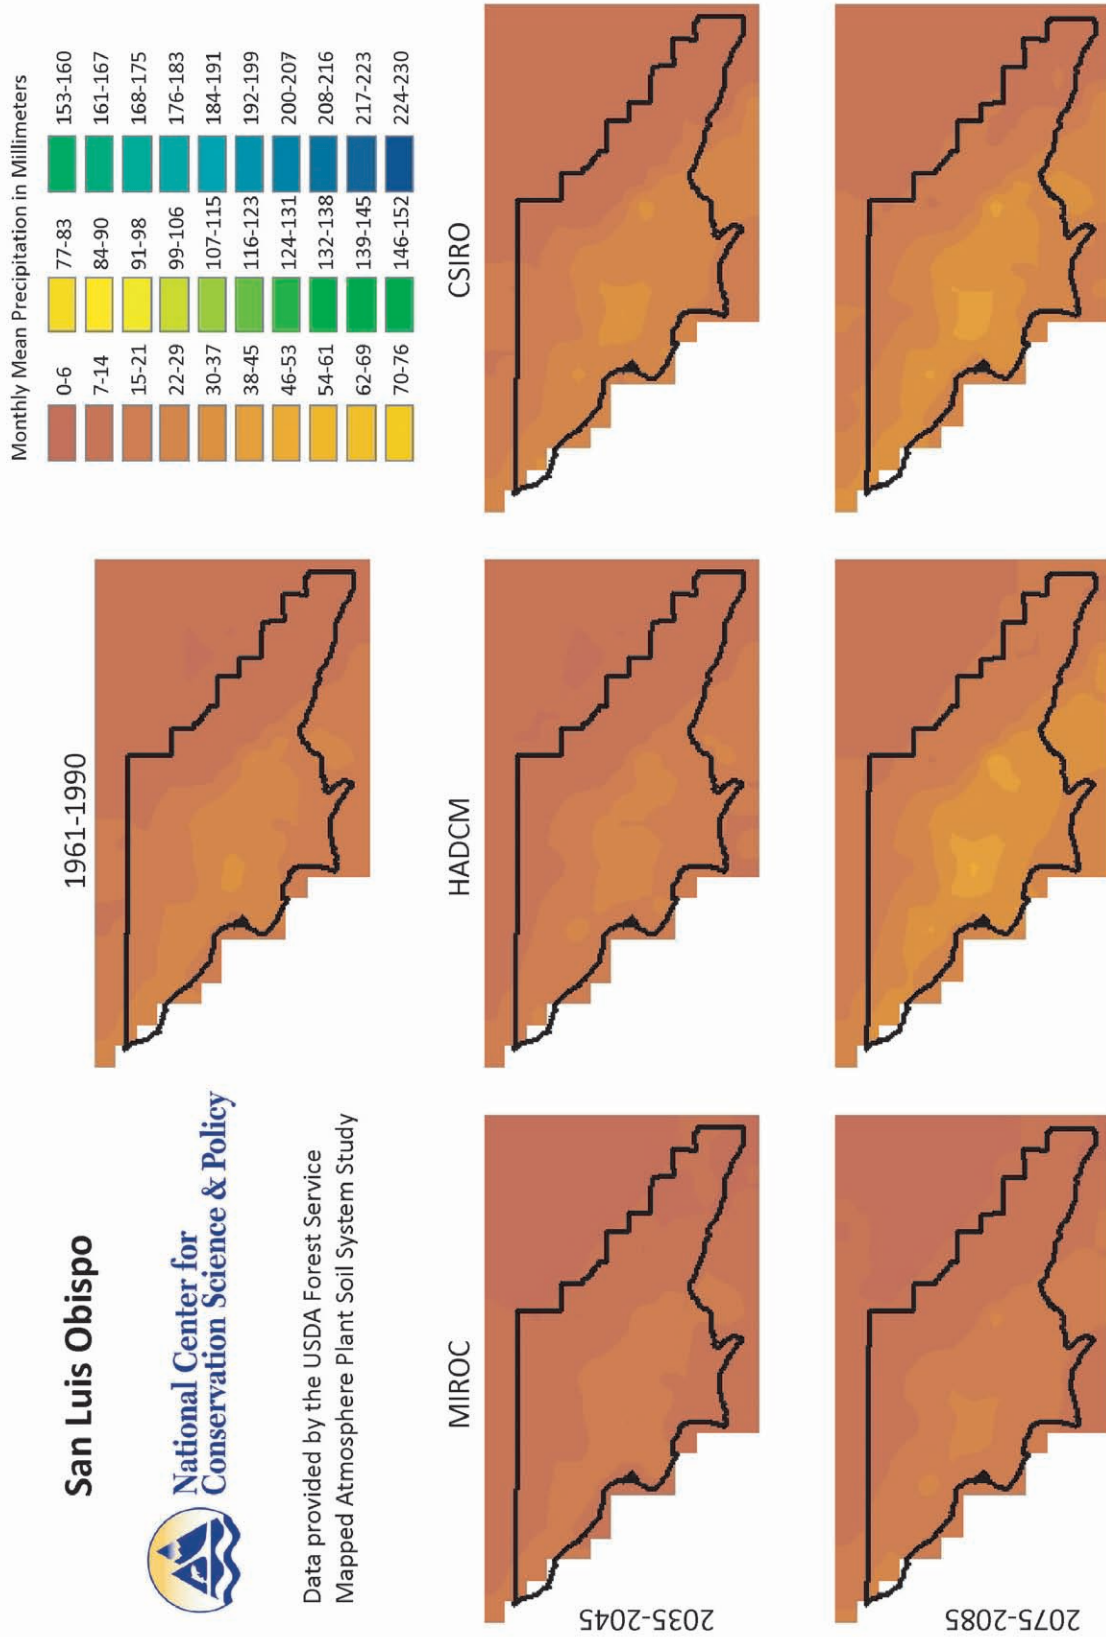 San Luis Obispo
National Center for
Conservation Science & Policy
Data provided by the USDA Forest Service
Mapped Atmosphere Plant Soil System Study
1961-1990
Monthly Mean Precipitation in Millimeters
0-6 77-83 153-160
7-14 84-90 161-167
15-21 91-98 168-175
22-29 99-106 176-183
30-37 107-115 184-191
38-45 116-123 192-199
46-53 124-131 200-207
54-61 132-138 208-216
62-69 139-145 217-223
70-76 146-152 224-230
MIROC HADCM CSIRO
2035-2045
2075-2085